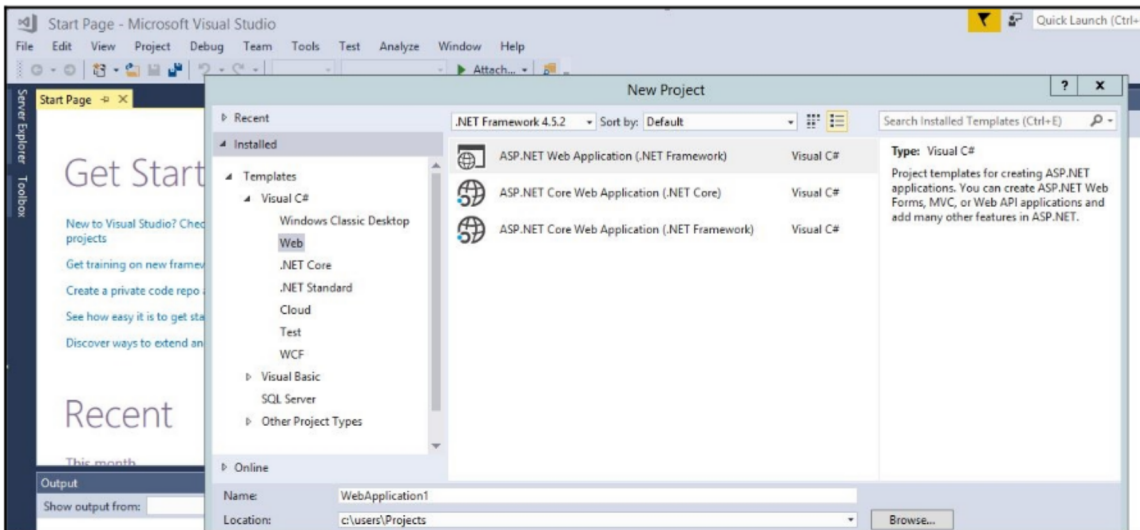 Start Page - Microsoft Visual Studio
Quick Launch (Ctrl+
File Edit View Project Debug Team Tools Test Analyze Window Help
Attach...
Server Explorer
Toolbox
Start Page
Get Start
New to Visual Studio? Chec
projects
Get training on new framew
Create a private code repo
See how easy it is to get sta
Discover ways to extend an
Recent
This month
Output
Show output from:
New Project
? X
Recent
Installed
Templates
Visual C#
Windows Classic Desktop
Web
.NET Core
.NET Standard
Cloud
Test
WCF
Visual Basic
SQL Server
Other Project Types
Online
.NET Framework 4.5.2 Sort by: Default
ASP.NET Web Application (.NET Framework) Visual C#
ASP.NET Core Web Application (.NET Core) Visual C#
ASP.NET Core Web Application (.NET Framework) Visual C#
Search Installed Templates (Ctrl+E)
Type: Visual C#
Project templates for creating ASP.NET
applications. You can create ASP.NET Web
Forms, MVC, or Web API applications and
add many other features in ASP.NET.
Name: WebApplication1
Location: c:\users\Projects Browse...